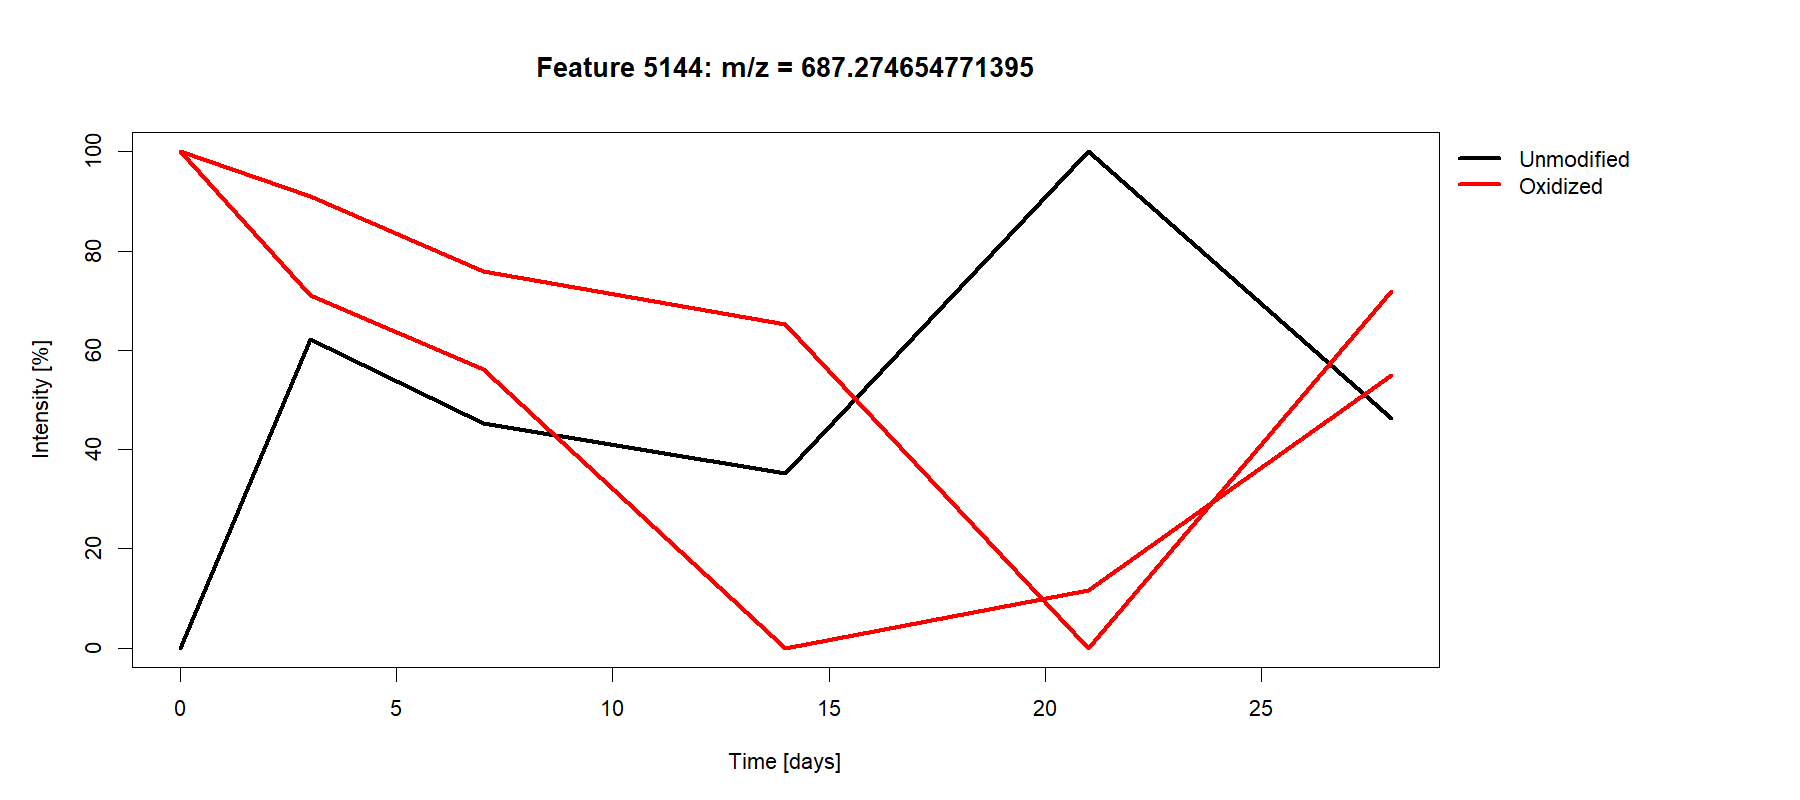 Feature 5144: m/z = 687.274654771395
Unmodified
Oxidized
Intensity [%]
100
80
60
40
20
0
0 5 10 15 20 25
Time [days]